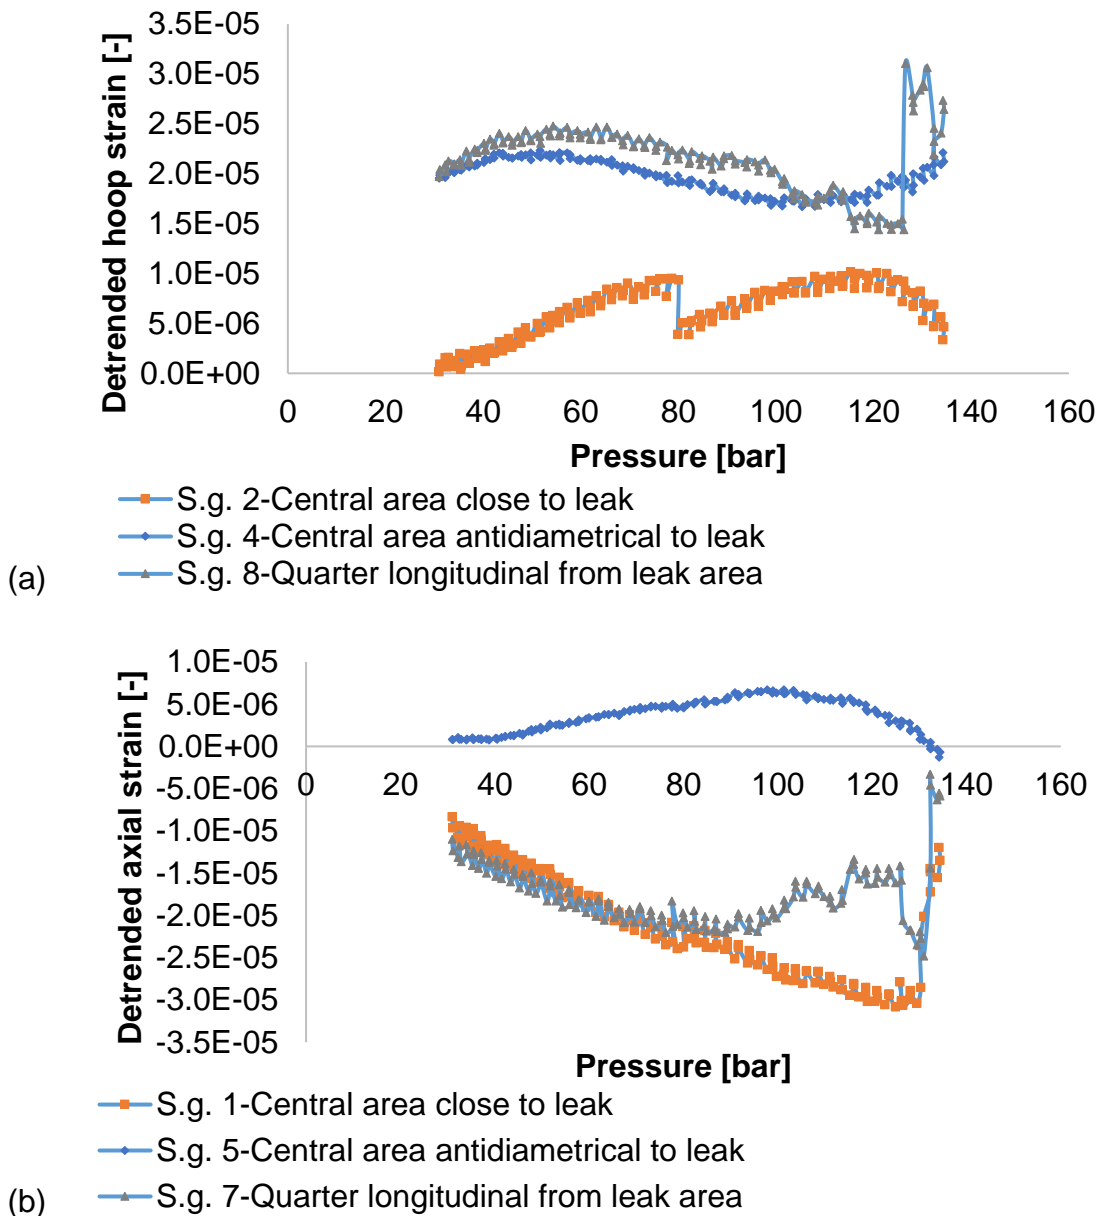 3.5E-05
3.0E-05
2.5E-05
2.0E-05
1.5E-05
1.0E-05
5.0E-06
0.0E+00
Detrended hoop strain [-]
0 20 40 60 80 100 120 140 160
Pressure [bar]
S.g. 2-Central area close to leak
S.g. 4-Central area antidiametrical to leak
S.g. 8-Quarter longitudinal from leak area
(a)
1.0E-05
5.0E-06
0.0E+00
-5.0E-06
-1.0E-05
-1.5E-05
-2.0E-05
-2.5E-05
-3.0E-05
-3.5E-05
Detrended axial strain [-]
0 20 40 60 80 100 120 140 160
Pressure [bar]
S.g. 1-Central area close to leak
S.g. 5-Central area antidiametrical to leak
S.g. 7-Quarter longitudinal from leak area
(b)